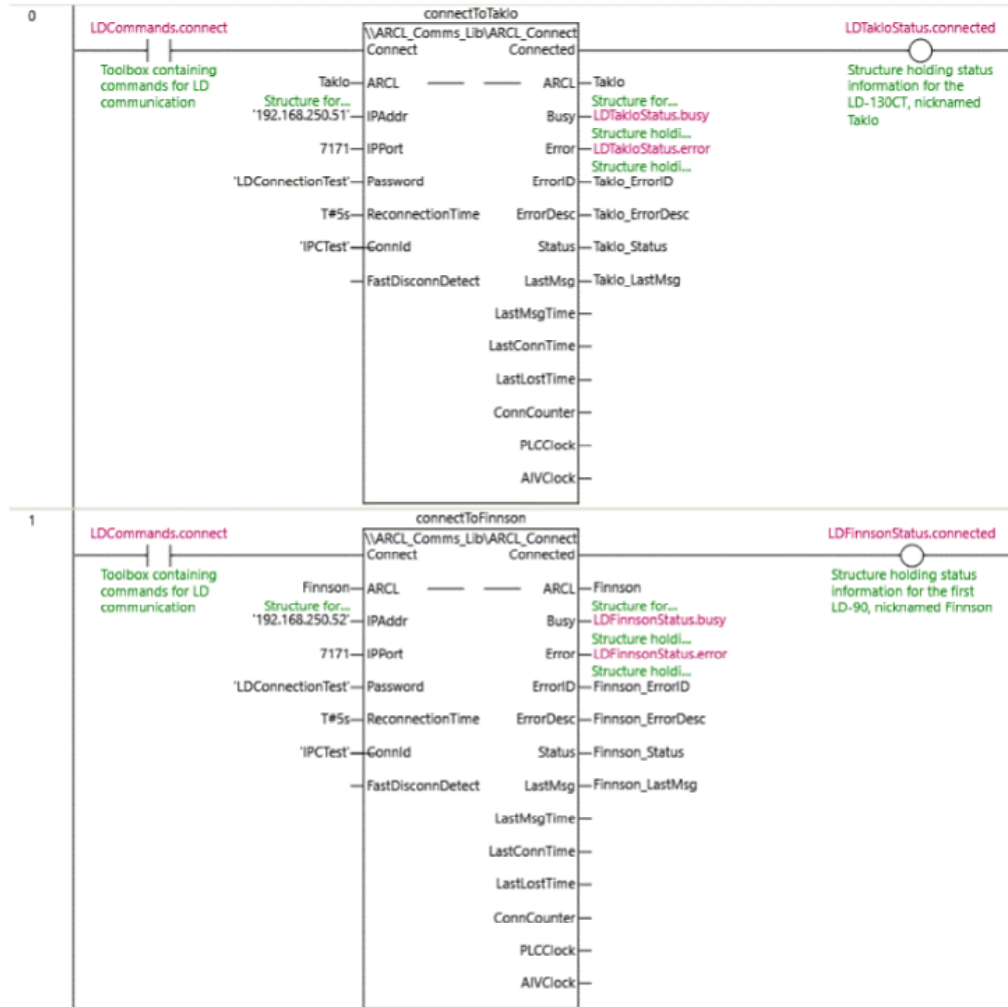 0
connectToTaklo
LDCommands.connect
\\ARCL_Comms_Lib\ARCL_Connect
LDTakloStatus.connected
Connect Connected
Toolbox containing
commands for LD
communication
Structure holding status
information for the
LD-130CT, nicknamed
Taklo
Taklo ARCL ARCL Taklo
Structure for... Structure for...
'192.168.250.51' IPAddr Busy LDTakloStatus.busy
Structure holdi...
7171 IPPort Error LDTakloStatus.error
Structure holdi...
'LDConnectionTest' Password ErrorID Taklo_ErrorID
T#5s ReconnectionTime ErrorDesc Taklo_ErrorDesc
'IPCTest' ConnId Status Taklo_Status
FastDisconnDetect LastMsg Taklo_LastMsg
LastMsgTime
LastConnTime
LastLostTime
ConnCounter
PLCClock
AIVClock
1
connectToFinnson
LDCommands.connect
\\ARCL_Comms_Lib\ARCL_Connect
LDFinnsonStatus.connected
Connect Connected
Toolbox containing
commands for LD
communication
Structure holding status
information for the first
LD-90, nicknamed Finnson
Finnson ARCL ARCL Finnson
Structure for... Structure for...
'192.168.250.52' IPAddr Busy LDFinnsonStatus.busy
Structure holdi...
7171 IPPort Error LDFinnsonStatus.error
Structure holdi...
'LDConnectionTest' Password ErrorID Finnson_ErrorID
T#5s ReconnectionTime ErrorDesc Finnson_ErrorDesc
'IPCTest' ConnId Status Finnson_Status
FastDisconnDetect LastMsg Finnson_LastMsg
LastMsgTime
LastConnTime
LastLostTime
ConnCounter
PLCClock
AIVClock